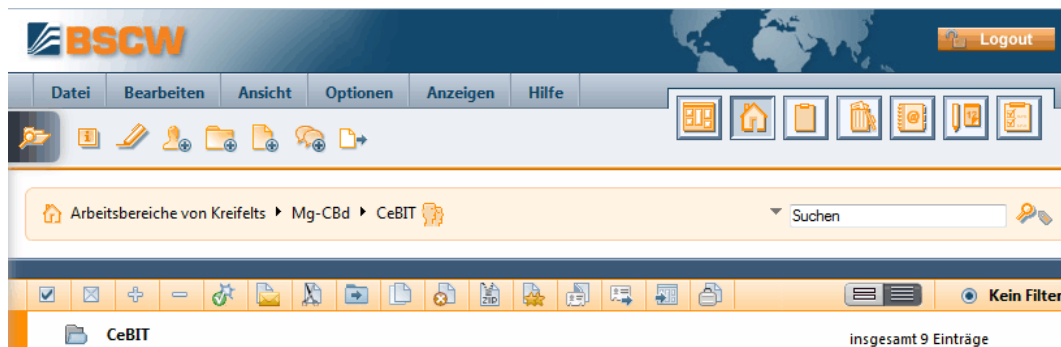 BSCW
Logout
Datei Bearbeiten Ansicht Optionen Anzeigen Hilfe
Arbeitsbereiche von Kreifelts Mg-CBd CeBIT
Suchen
ZIP
Kein Filter
CeBIT
insgesamt 9 Einträge